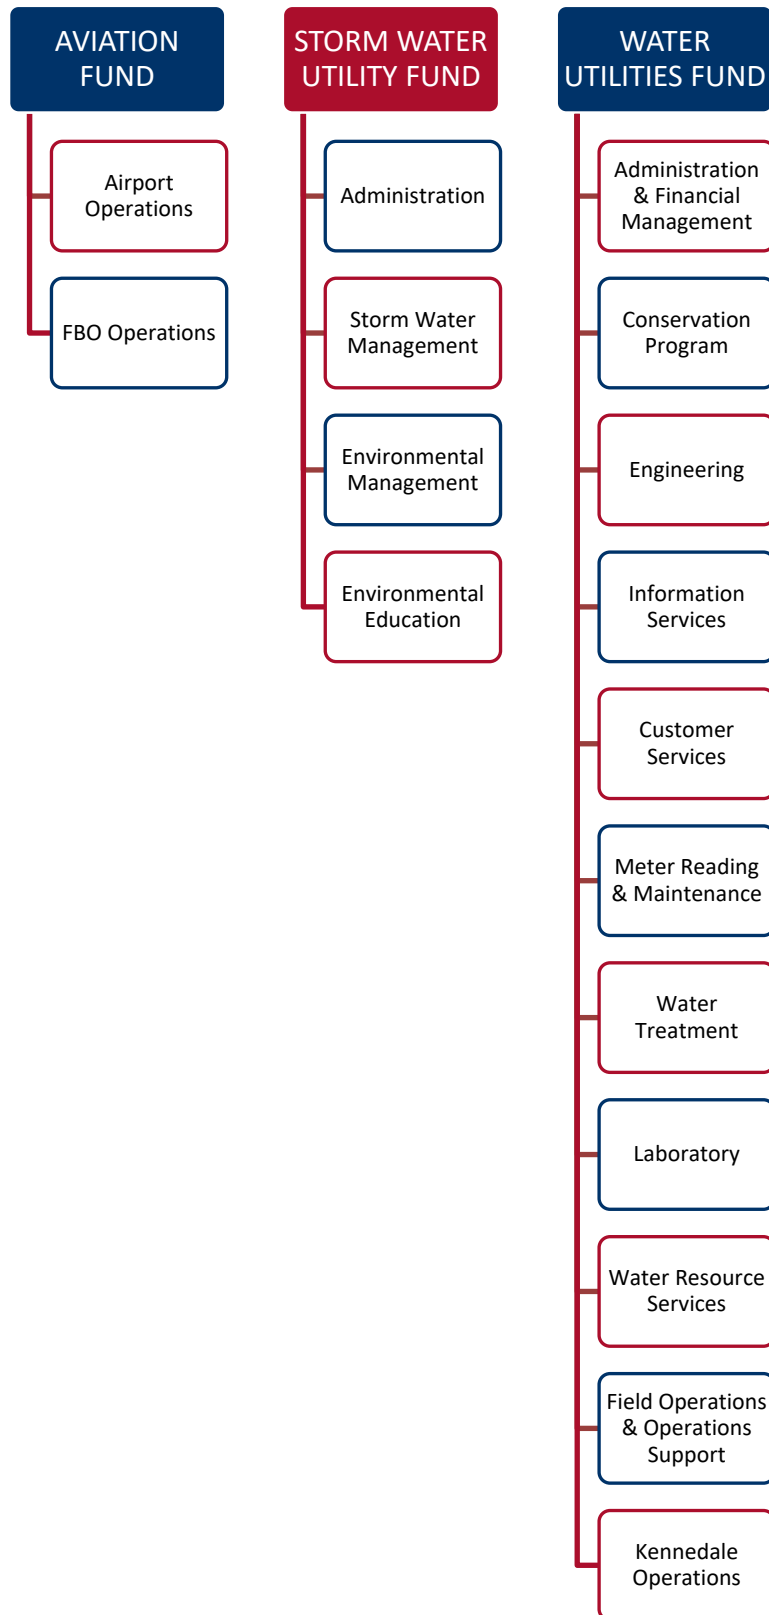 AVIATION
FUND
Airport
Operations
FBO Operations
STORM WATER
UTILITY FUND
Administration
Storm Water
Management
Environmental
Management
Environmental
Education
WATER
UTILITIES FUND
Administration
& Financial
Management
Conservation
Program
Engineering
Information
Services
Customer
Services
Meter Reading
& Maintenance
Water
Treatment
Laboratory
Water Resource
Services
Field Operations
& Operations
Support
Kennedale
Operations